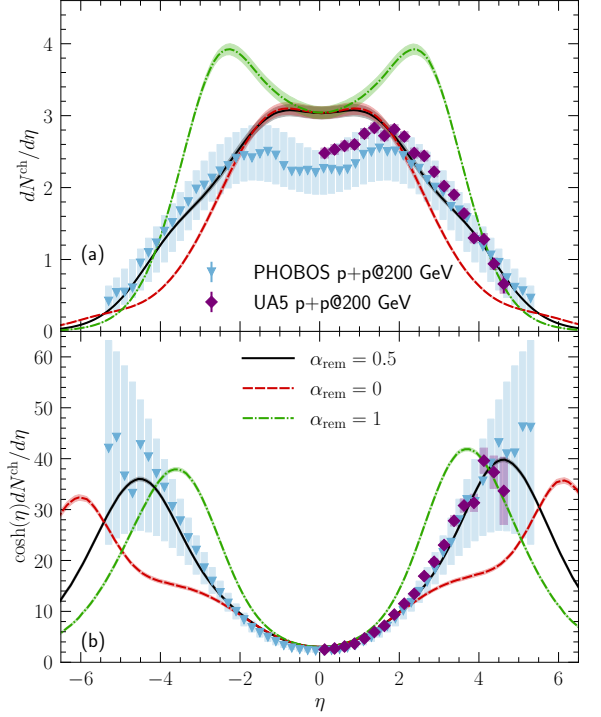 4
3
2
1
0
dN^ch/dη
(a)
PHOBOS p+p@200 GeV
UA5 p+p@200 GeV
60
50
40
30
20
10
0
cosh(η)dN^ch/dη
α_rem = 0.5
α_rem = 0
α_rem = 1
(b)
−6 −4 −2 0 2 4 6
η